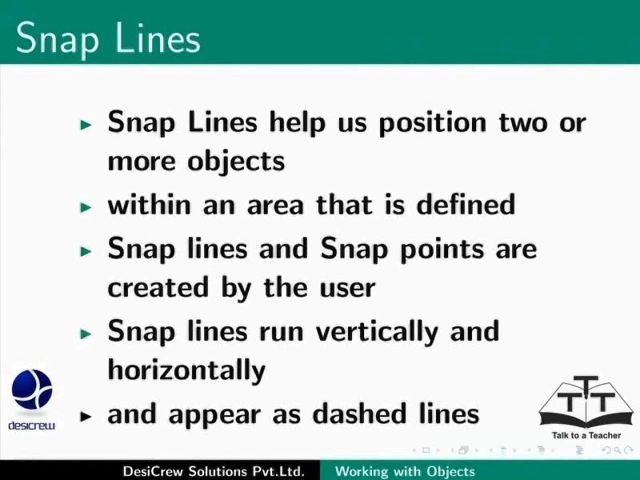 Snap Lines
Snap Lines help us position two or
more objects
within an area that is defined
Snap lines and Snap points are
created by the user
Snap lines run vertically and
horizontally
and appear as dashed lines
desicrew
TTT
Talk to a Teacher
DesiCrew Solutions Pvt.Ltd.
Working with Objects